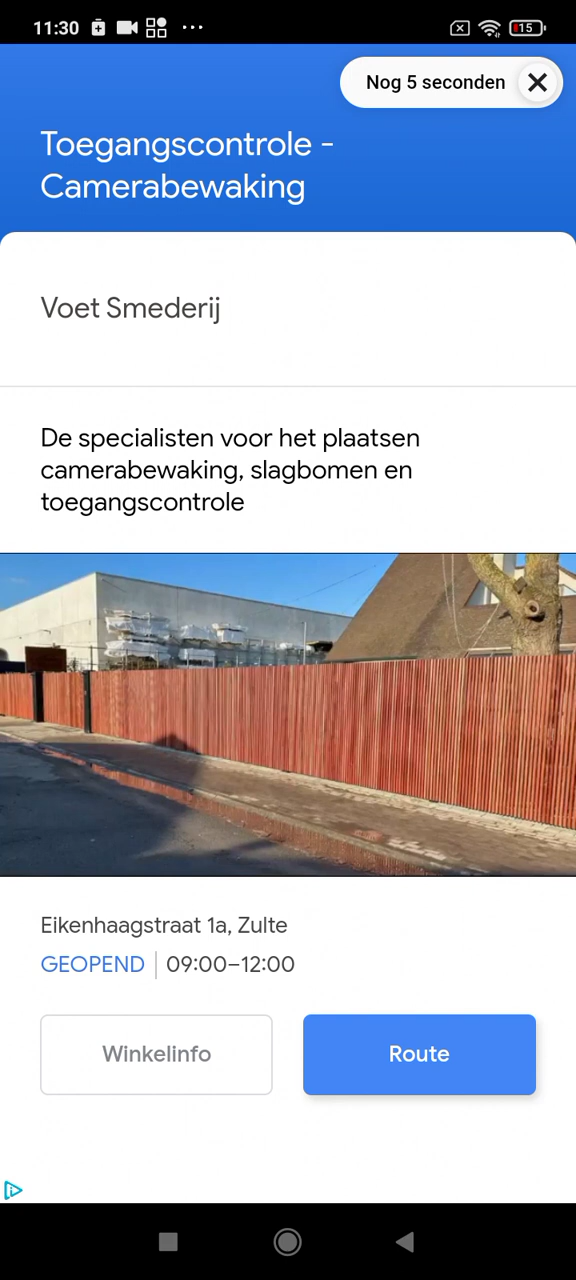 11:30
15
Nog 5 seconden
Toegangscontrole -
Camerabewaking
Voet Smederij
De specialisten voor het plaatsen
camerabewaking, slagbomen en
toegangscontrole
Eikenhaagstraat 1a, Zulte
GEOPEND | 09:00–12:00
Winkelinfo
Route